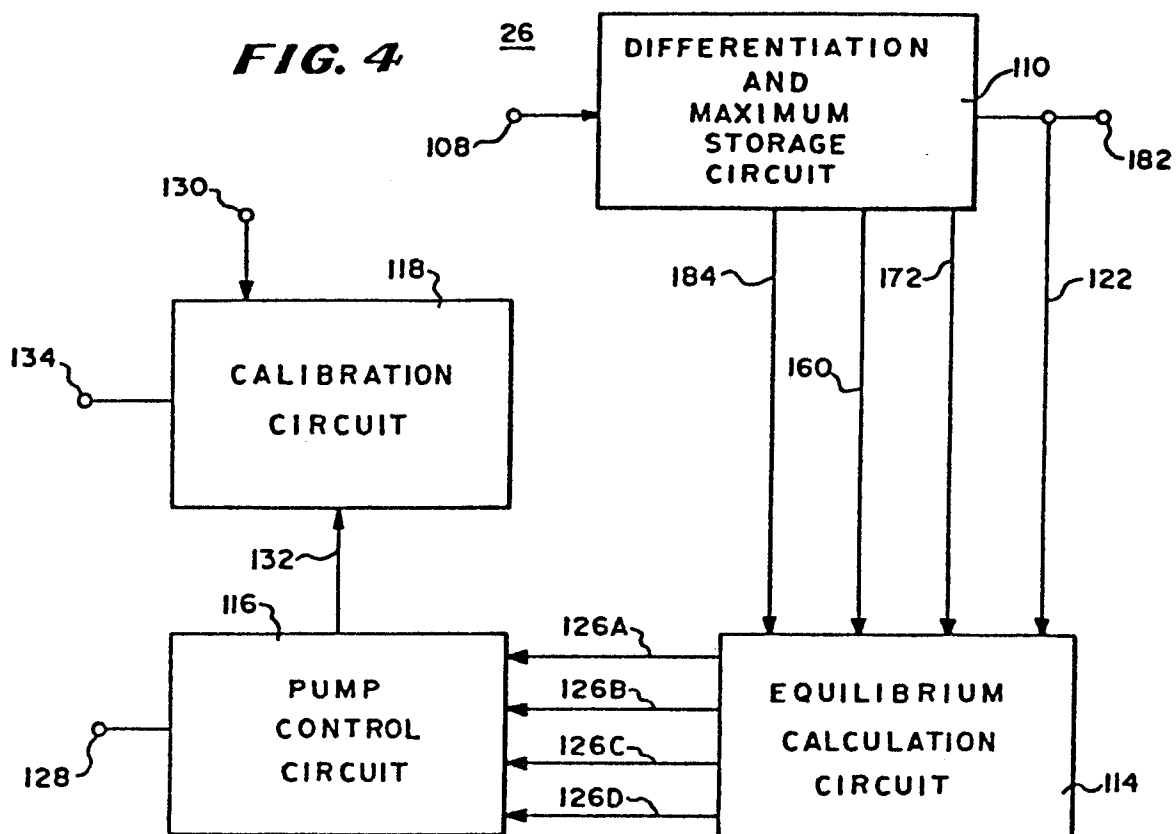 FIG. 4
26
DIFFERENTIATION
AND
MAXIMUM
STORAGE
CIRCUIT
110
108
182
130
118
184
172
122
134
CALIBRATION
CIRCUIT
160
132
116
126A
PUMP
CONTROL
CIRCUIT
126B
126C
126D
EQUILIBRIUM
CALCULATION
CIRCUIT
128
114